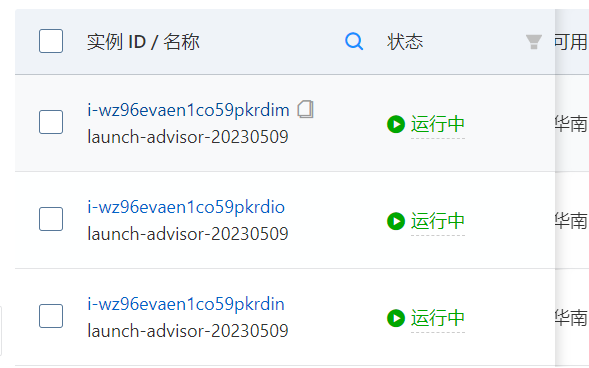 实例 ID / 名称 状态 可用
i-wz96evaen1co59pkrdim
launch-advisor-20230509
运行中 华南
i-wz96evaen1co59pkrdio
launch-advisor-20230509
运行中 华南
i-wz96evaen1co59pkrdin
launch-advisor-20230509
运行中 华南